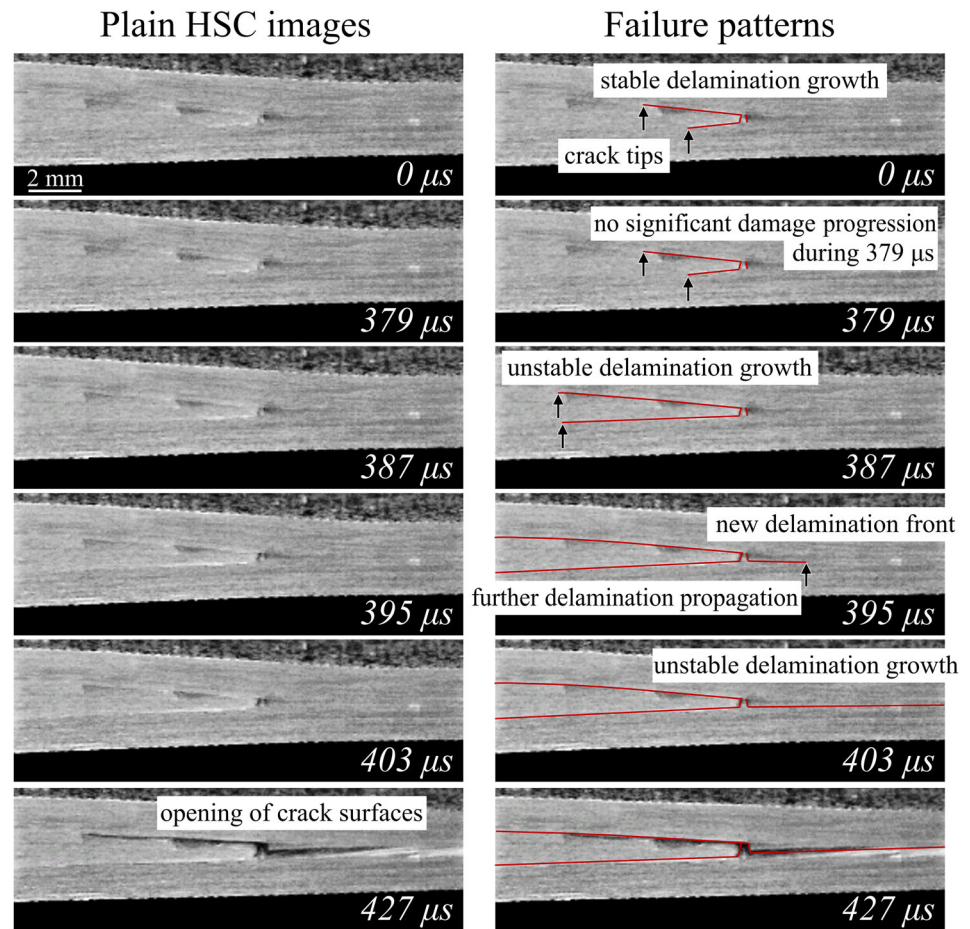 Plain HSC images
Failure patterns
2 mm
0 μs
stable delamination growth
crack tips
0 μs
379 μs
no significant damage progression
during 379 μs
379 μs
387 μs
unstable delamination growth
387 μs
395 μs
new delamination front
further delamination propagation
395 μs
403 μs
unstable delamination growth
403 μs
opening of crack surfaces
427 μs
427 μs